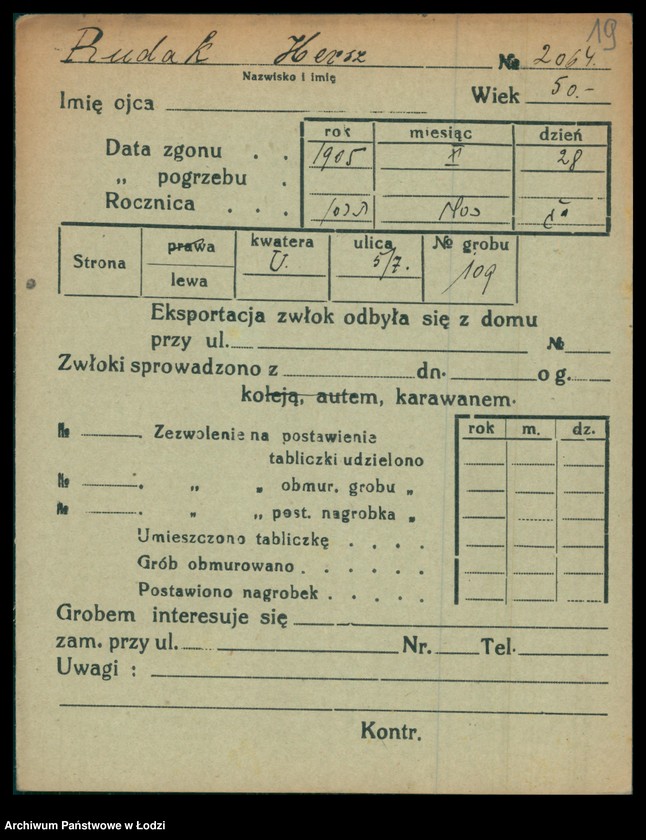 19
Rudak Hersz № 2064.
Nazwisko i imię
Imię ojca Wiek 50.-
rok miesiąc dzień
Data zgonu . . 1905 XI 28
„ pogrzebu .
Rocznica . . .
Strona prawa kwatera ulica № grobu
lewa U. 5/7. 109
Eksportacja zwłok odbyła się z domu
przy ul. №
Zwłoki sprowadzono z dn. o g.
koleją, autem, karawanem.
№ . Zezwolenie na postawienie rok m. dz.
tabliczki udzielono
№ . „ „ obmur. grobu „
№ . „ „ post. nagrobka „
Umieszczono tabliczkę . . . .
Grób obmurowano . . . . . .
Postawiono nagrobek . . . . .
Grobem interesuje się
zam. przy ul. Nr. Tel.
Uwagi :
Kontr.
Archiwum Państwowe w Łodzi